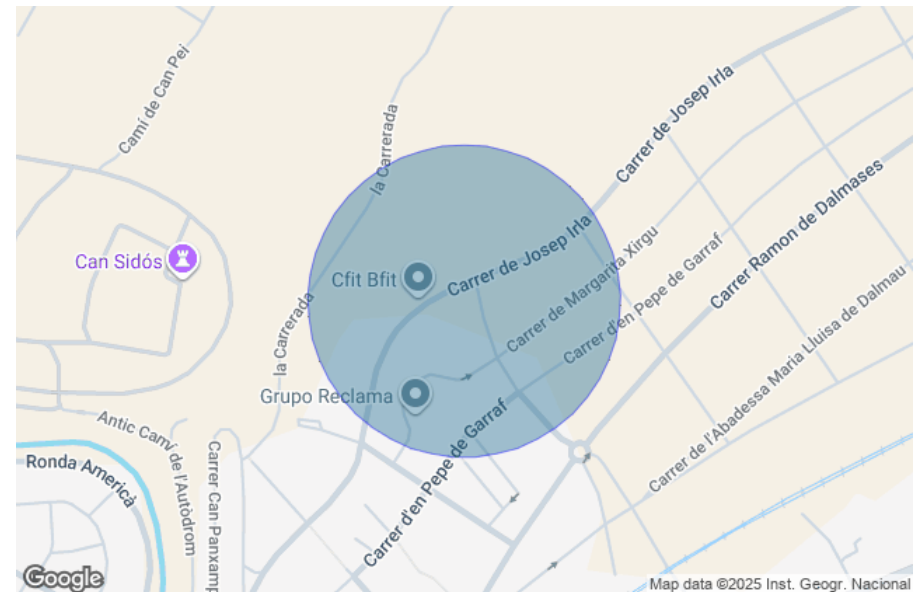 Camí de Can Pei
la Carrerada
Carrer de Josep Irla
Carrer Ramon de Dalmases
Can Sidós
Cfit Bfit
Carrer de Josep Irla
Carrer de Margarita Xirgu
Carrer d'en Pepe de Garraf
Carrer de l'Abadessa Maria Lluisa de Dalmau
la Carrerada
Grupo Reclama
Antic Camí de l'Autòdrom
Ronda Americà
Carrer Can Panxamp
Carrer d'en Pepe de Garraf
Google
Map data ©2025 Inst. Geogr. Nacional